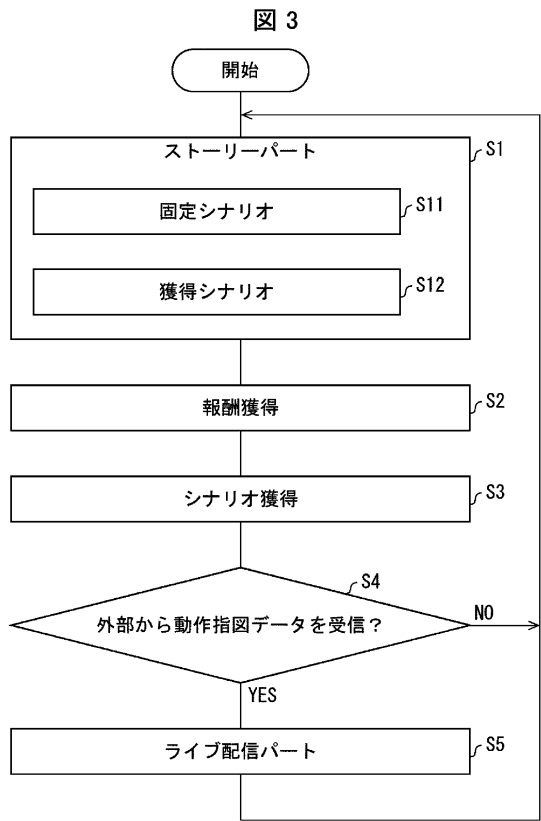 図 3
開始
ストーリーパート
S1
固定シナリオ
S11
獲得シナリオ
S12
報酬獲得
S2
シナリオ獲得
S3
S4
外部から動作指図データを受信？
NO
YES
ライブ配信パート
S5